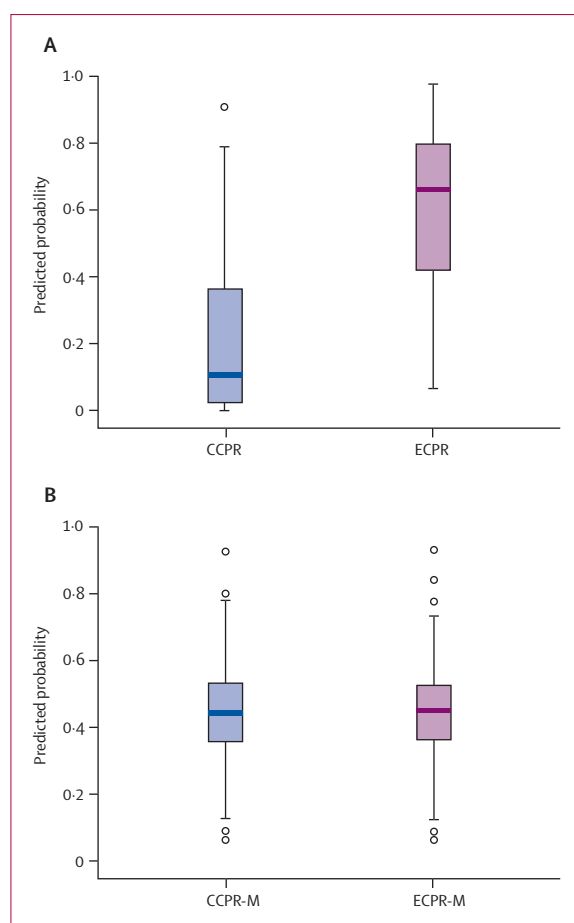 A
1·0
0·8
0·6
0·4
0·2
0
Predicted probability
CCPR
ECPR
B
1·0
0·8
0·6
0·4
0·2
0
Predicted probability
CCPR-M
ECPR-M